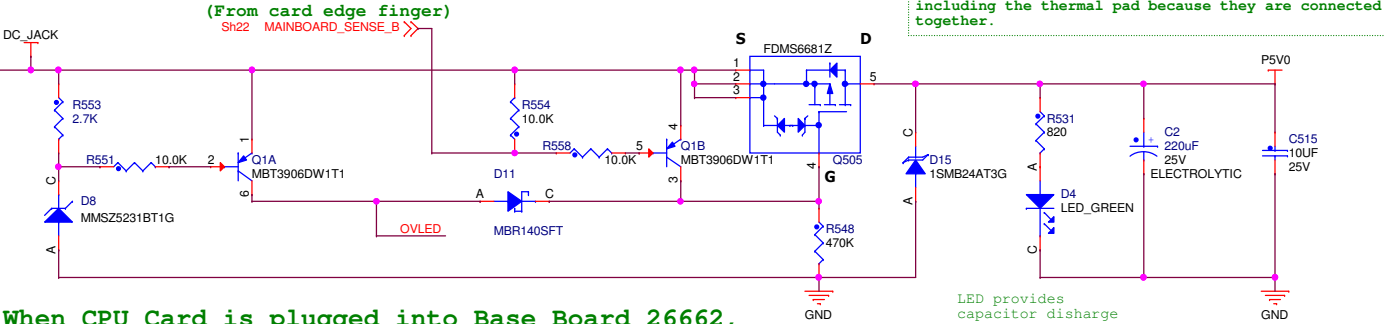 (From card edge finger)
including the thermal pad because they are connected
together.
Sh22 MAINBOARD_SENSE_B
DC_JACK
S
D
FDMS6681Z
P5V0
1
2
3
5
R553
2.7K
R554
10.0K
1
4
R531
820
C2
220uF
25V
ELECTROLYTIC
C515
10UF
25V
R551
10.0K
2
Q1A
MBT3906DW1T1
R558
10.0K
5
Q1B
MBT3906DW1T1
Q505
4
G
C
D15
1SMB24AT3G
A
C
D8
MMSZ5231BT1G
A
6
D11
A
C
MBR140SFT
3
A
D4
LED_GREEN
C
OVLED
R548
470K
GND
LED provides
capacitor disharge
GND
When CPU Card is plugged into Base Board 26662,